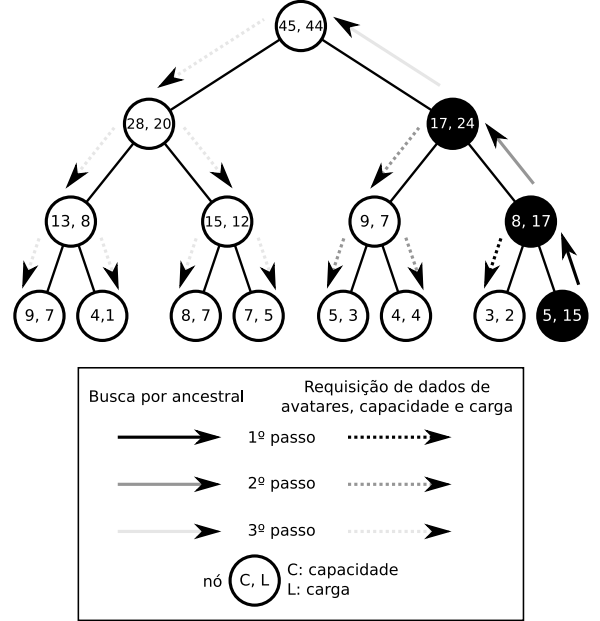 45, 44
28, 20
17, 24
13, 8
15, 12
9, 7
8, 17
9, 7
4,1
8, 7
7, 5
5, 3
4, 4
3, 2
5, 15
Busca por ancestral
Requisição de dados de
avatares, capacidade e carga
1º passo
2º passo
3º passo
nó
C, L
C: capacidade
L: carga